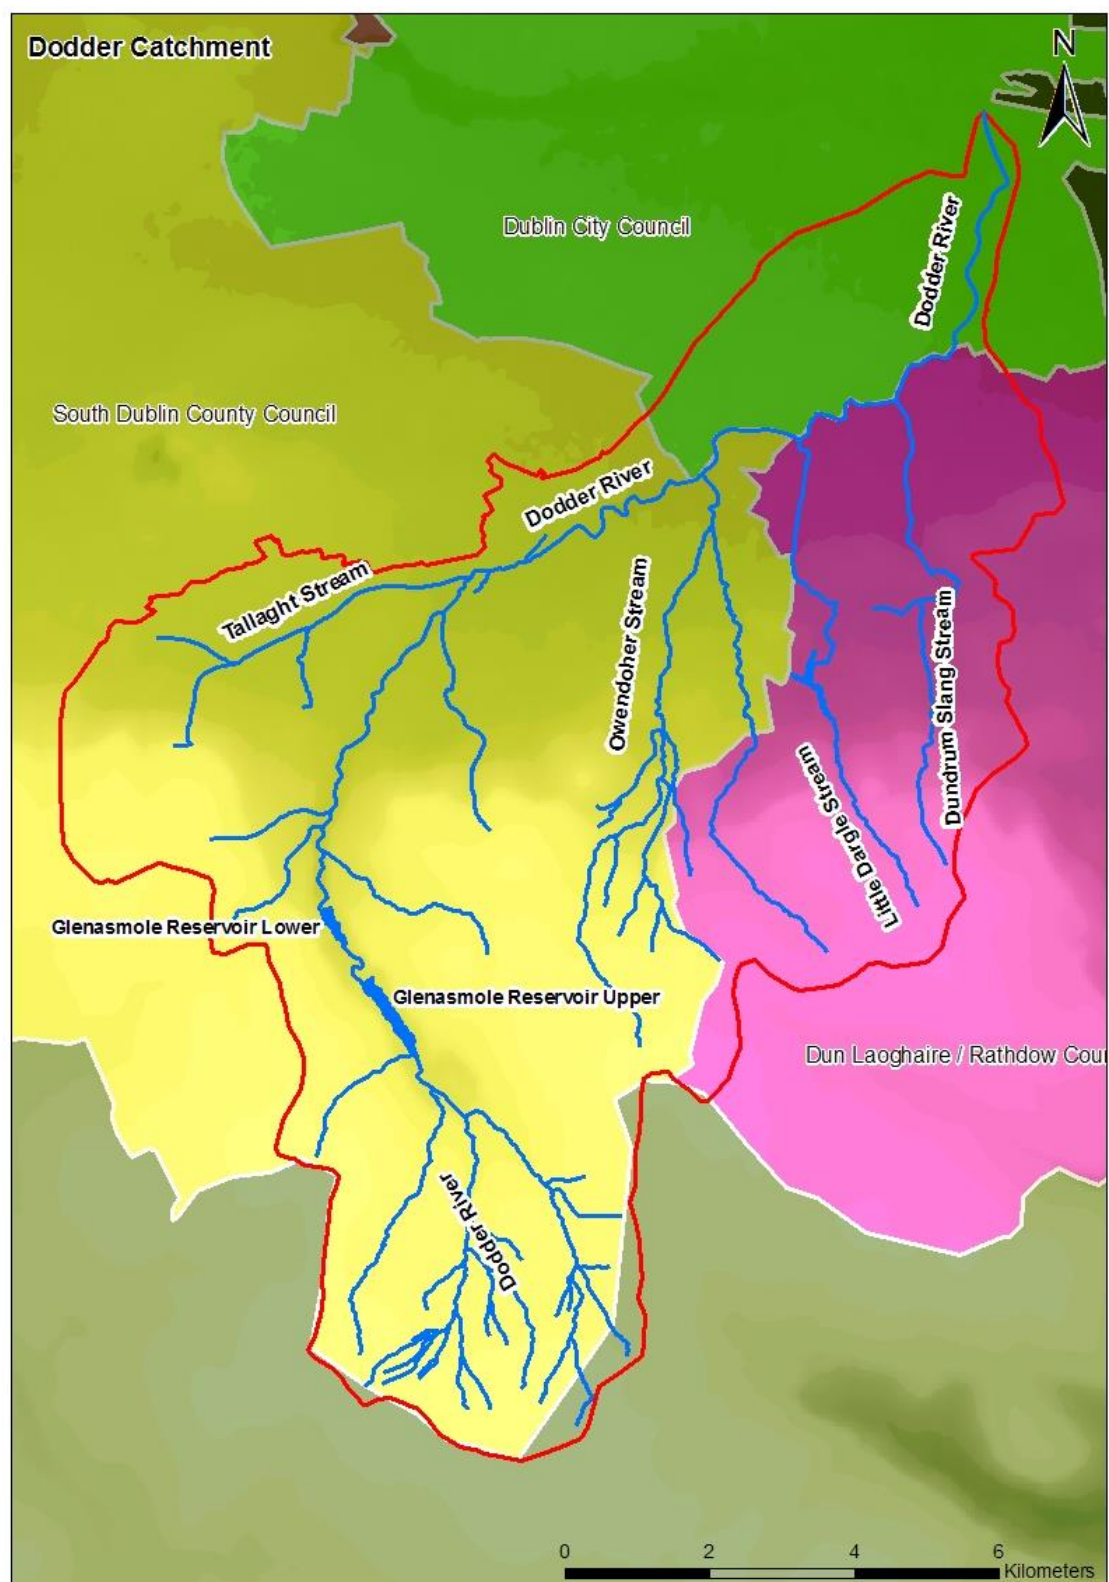 Dodder Catchment
N
Dublin City Council
Dodder River
South Dublin County Council
Dodder River
Tallaght Stream
Owendoher Stream
Dundrum Slang Stream
Little Dargle Stream
Glenasmole Reservoir Lower
Glenasmole Reservoir Upper
Dun Laoghaire / Rathdow Cou
Dodder River
0 2 4 6
Kilometers